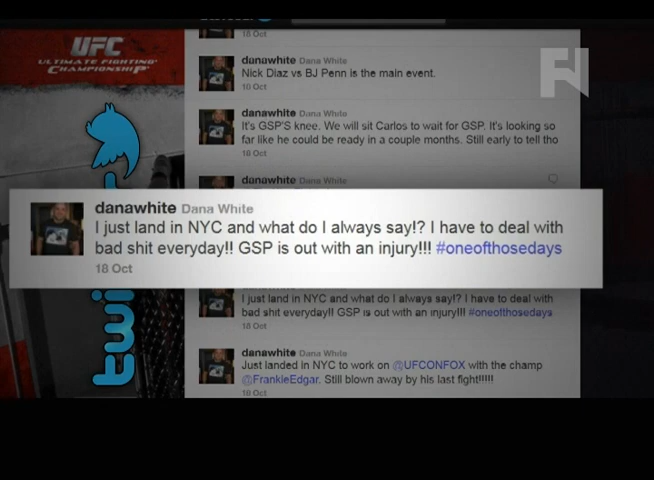 UFC
ULTIMATE FIGHTING
CHAMPIONSHIP
18 Oct
danawhite Dana White
Nick Diaz vs BJ Penn is the main event.
10 Oct
danawhite Dana White
It's GSP'S knee. We will sit Carlos to wait for GSP. It's looking so
far like he could be ready in a couple months. Still early to tell tho
18 Oct
danawhite Dana White
danawhite Dana White
I just land in NYC and what do I always say!? I have to deal with
bad shit everyday!! GSP is out with an injury!!! #oneofthosedays
18 Oct
I just land in NYC and what do I always say!? I have to deal with
bad shit everyday!! GSP is out with an injury!!! #oneofthosedays
18 Oct
danawhite Dana White
Just landed in NYC to work on @UFCONFOX with the champ
@FrankieEdgar. Still blown away by his last fight!!!!!
18 Oct